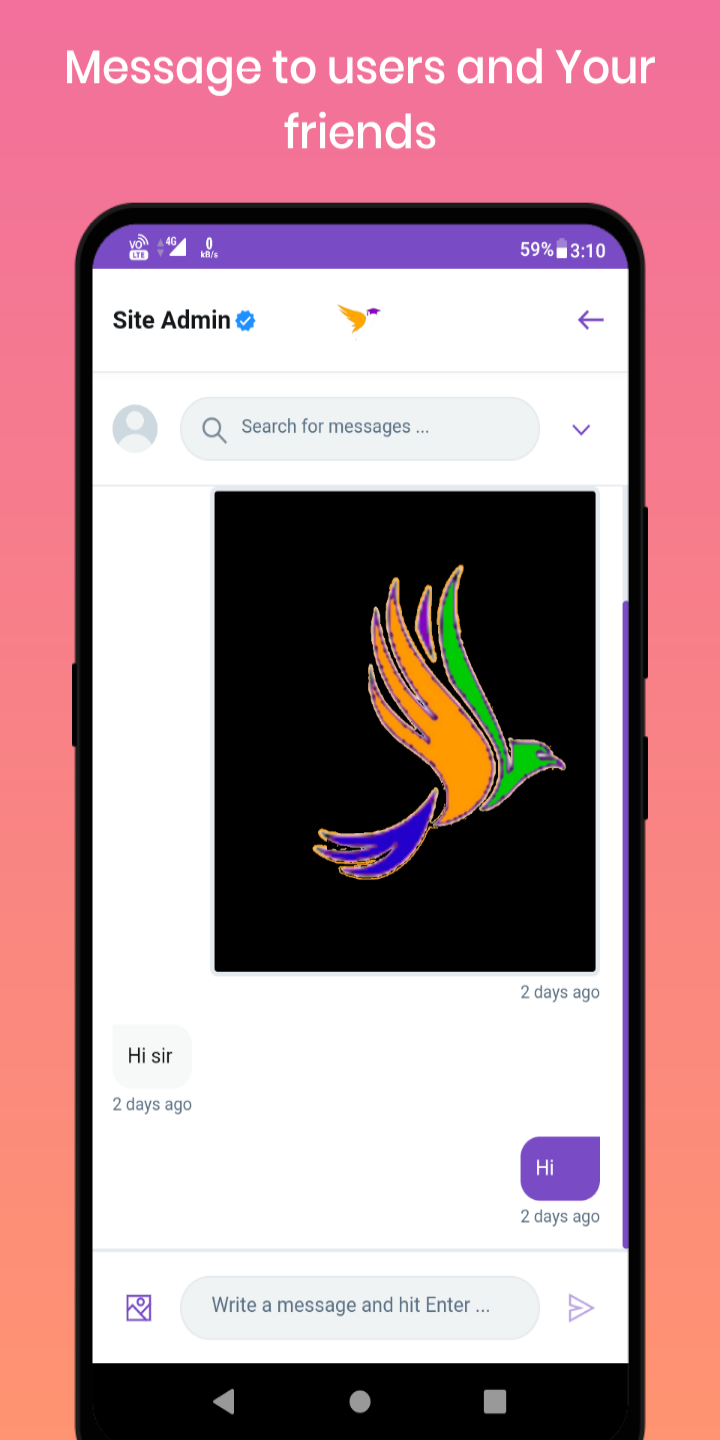 Message to users and Your
friends
VO LTE 4G 0 kB/s 59% 3:10
Site Admin
Search for messages ...
2 days ago
Hi sir
2 days ago
Hi
2 days ago
Write a message and hit Enter ...